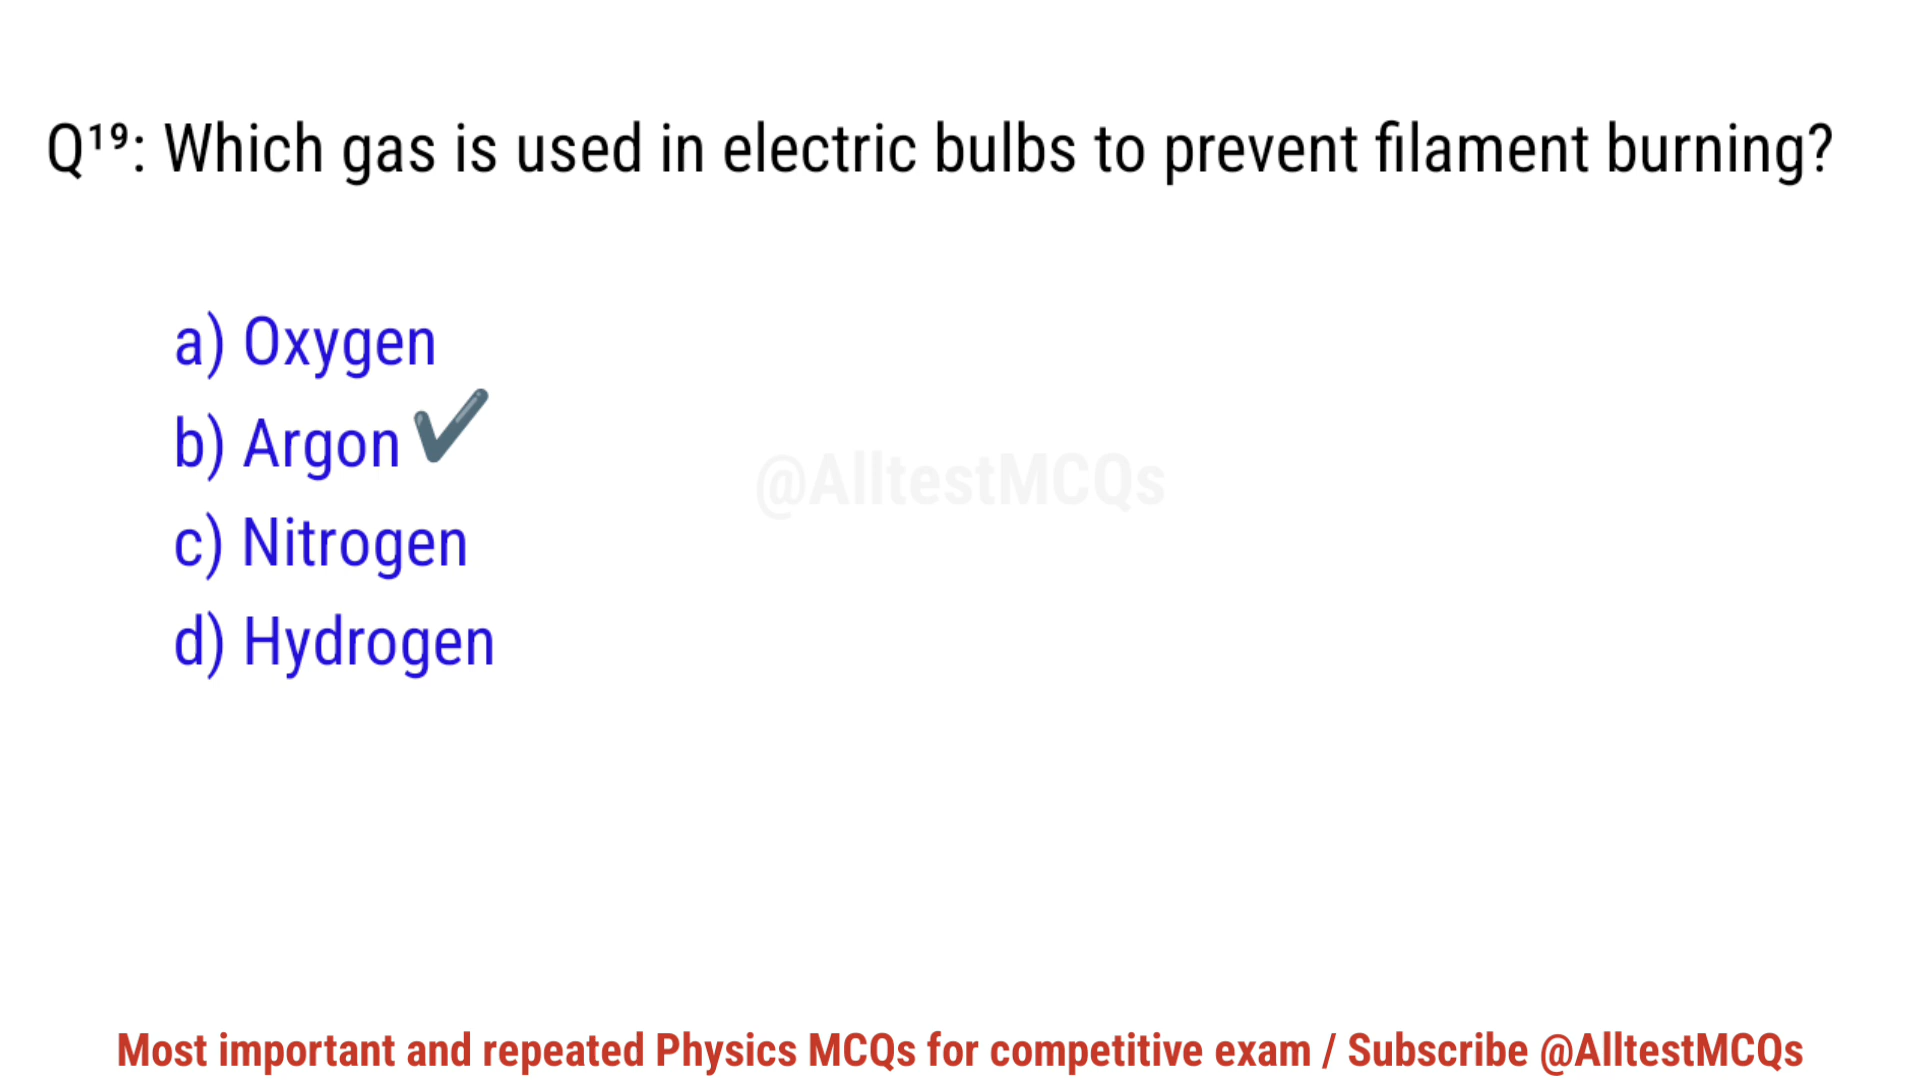 Q¹⁹: Which gas is used in electric bulbs to prevent filament burning?
a) Oxygen
b) Argon ✔
c) Nitrogen
d) Hydrogen
@AlltestMCQs
Most important and repeated Physics MCQs for competitive exam / Subscribe @AlltestMCQs